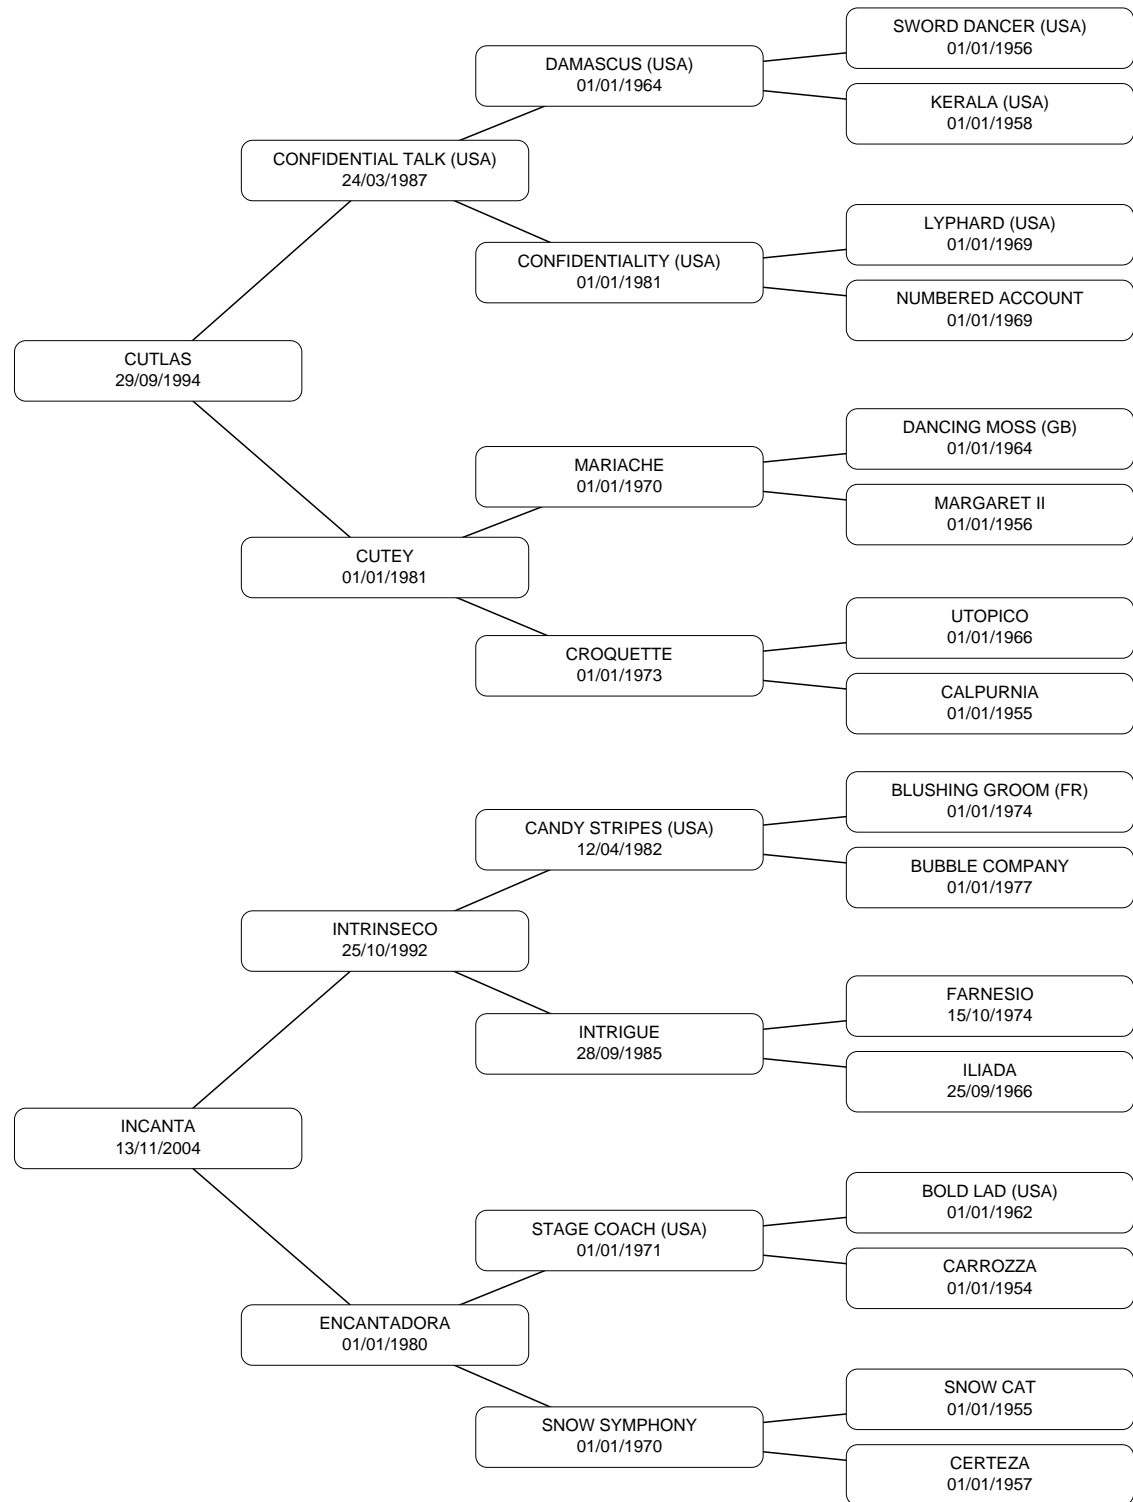 SWORD DANCER (USA)
01/01/1956
DAMASCUS (USA)
01/01/1964
KERALA (USA)
01/01/1958
CONFIDENTIAL TALK (USA)
24/03/1987
LYPHARD (USA)
01/01/1969
CONFIDENTIALITY (USA)
01/01/1981
NUMBERED ACCOUNT
01/01/1969
CUTLAS
29/09/1994
DANCING MOSS (GB)
01/01/1964
MARIACHE
01/01/1970
MARGARET II
01/01/1956
CUTEY
01/01/1981
UTOPICO
01/01/1966
CROQUETTE
01/01/1973
CALPURNIA
01/01/1955
BLUSHING GROOM (FR)
01/01/1974
CANDY STRIPES (USA)
12/04/1982
BUBBLE COMPANY
01/01/1977
INTRINSECO
25/10/1992
FARNESIO
15/10/1974
INTRIGUE
28/09/1985
ILIADA
25/09/1966
INCANTA
13/11/2004
BOLD LAD (USA)
01/01/1962
STAGE COACH (USA)
01/01/1971
CARROZZA
01/01/1954
ENCANTADORA
01/01/1980
SNOW CAT
01/01/1955
SNOW SYMPHONY
01/01/1970
CERTEZA
01/01/1957